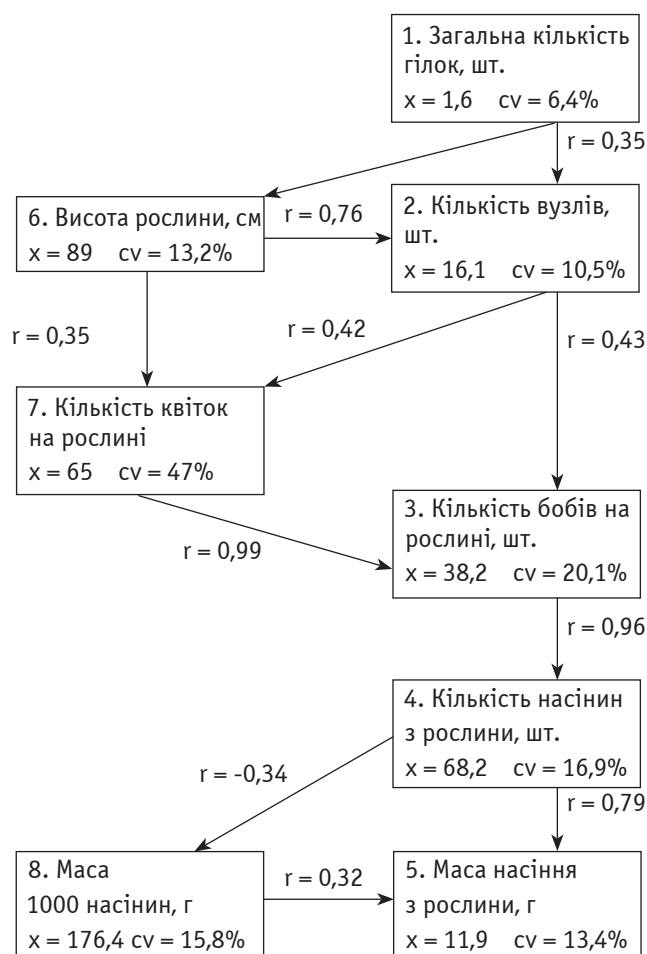 1. Загальна кількість
гілок, шт.
x = 1,6 cv = 6,4%
r = 0,35
6. Висота рослини, см
x = 89 cv = 13,2%
r = 0,76
2. Кількість вузлів,
шт.
x = 16,1 cv = 10,5%
r = 0,35
r = 0,42
r = 0,43
7. Кількість квіток
на рослині
x = 65 cv = 47%
r = 0,99
3. Кількість бобів на
рослині, шт.
x = 38,2 cv = 20,1%
r = 0,96
4. Кількість насінин
з рослини, шт.
x = 68,2 cv = 16,9%
r = -0,34
r = 0,79
8. Маса
1000 насінин, г
x = 176,4 cv = 15,8%
r = 0,32
5. Маса насіння
з рослини, г
x = 11,9 cv = 13,4%